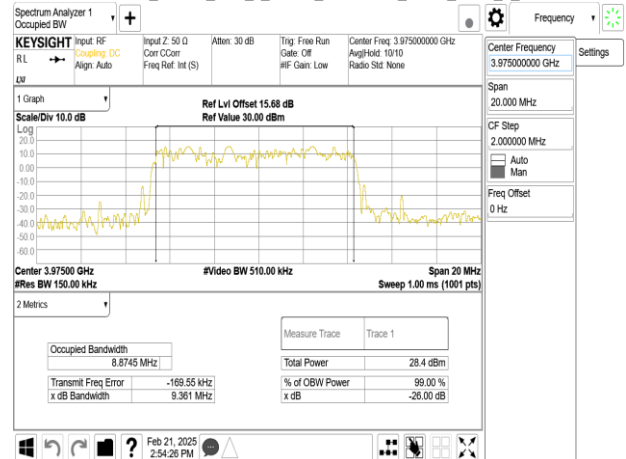 Spectrum Analyzer 1
Occupied BW
Frequency
KEYSIGHT
Input: RF
Coupling: DC
Align: Auto
Input Z: 50 Ω
Corr CCorr
Freq Ref: Int (S)
Atten: 30 dB
Trig: Free Run
Gate: Off
#IF Gain: Low
Center Freq: 3.975000000 GHz
Avg|Hold: 10/10
Radio Std: None
RL
LXI
Center Frequency
3.975000000 GHz
Settings
Span
20.000 MHz
CF Step
2.000000 MHz
Auto
Man
Freq Offset
0 Hz
1 Graph
Scale/Div 10.0 dB
Ref Lvl Offset 15.68 dB
Ref Value 30.00 dBm
Log
20.0
10.0
0.00
-10.0
-20.0
-30.0
-40.0
-50.0
-60.0
Center 3.97500 GHz
#Video BW 510.00 kHz
Span 20 MHz
#Res BW 150.00 kHz
Sweep 1.00 ms (1001 pts)
2 Metrics
Measure Trace Trace 1
Occupied Bandwidth
8.8745 MHz
Total Power 28.4 dBm
Transmit Freq Error -169.55 kHz
% of OBW Power 99.00 %
x dB Bandwidth 9.361 MHz
x dB -26.00 dB
Feb 21, 2025
2:54:26 PM